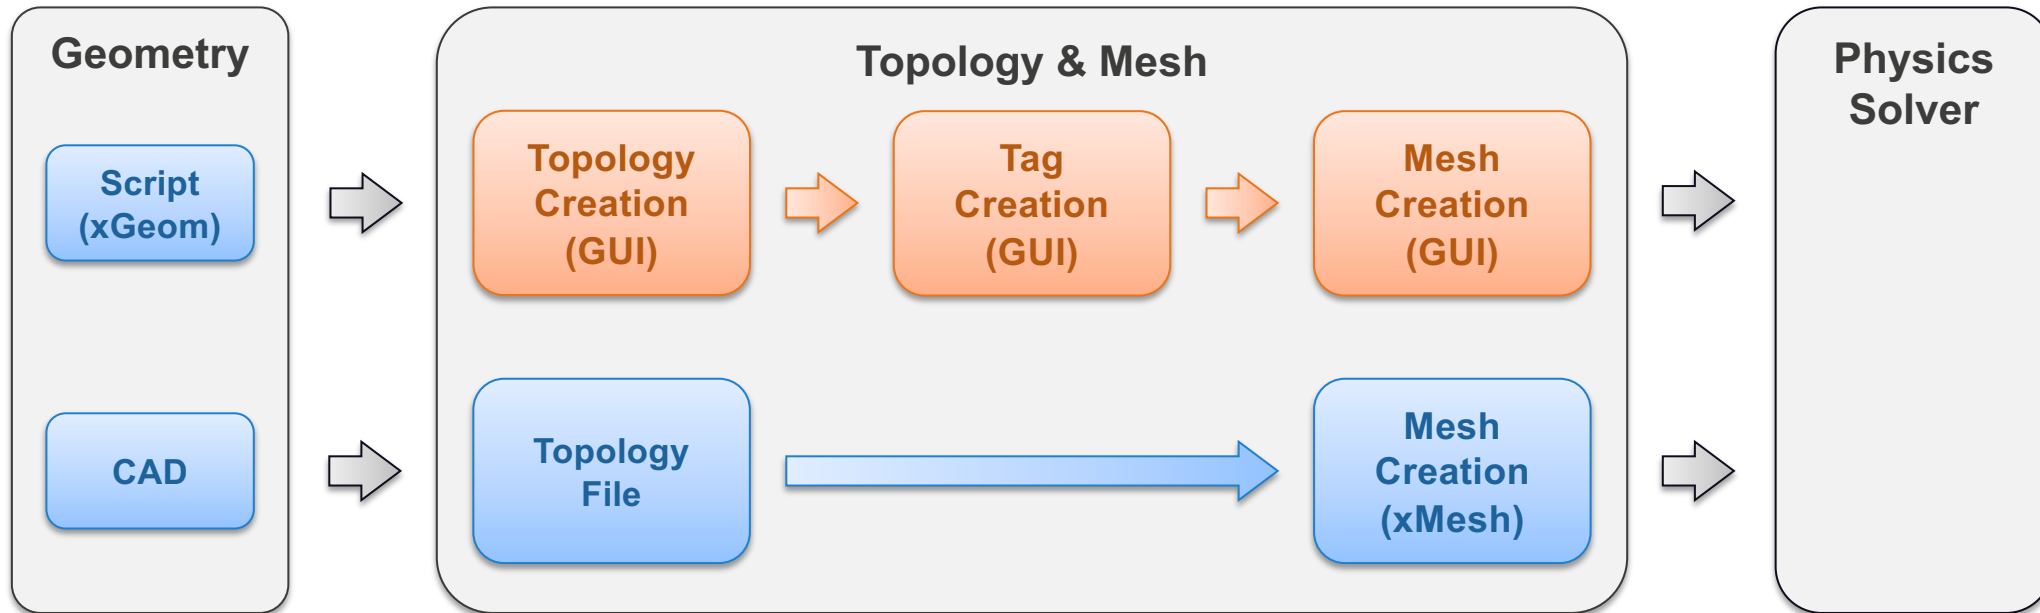 Geometry
Script
(xGeom)
CAD
Topology & Mesh
Topology
Creation
(GUI)
Tag
Creation
(GUI)
Mesh
Creation
(GUI)
Topology
File
Mesh
Creation
(xMesh)
Physics
Solver